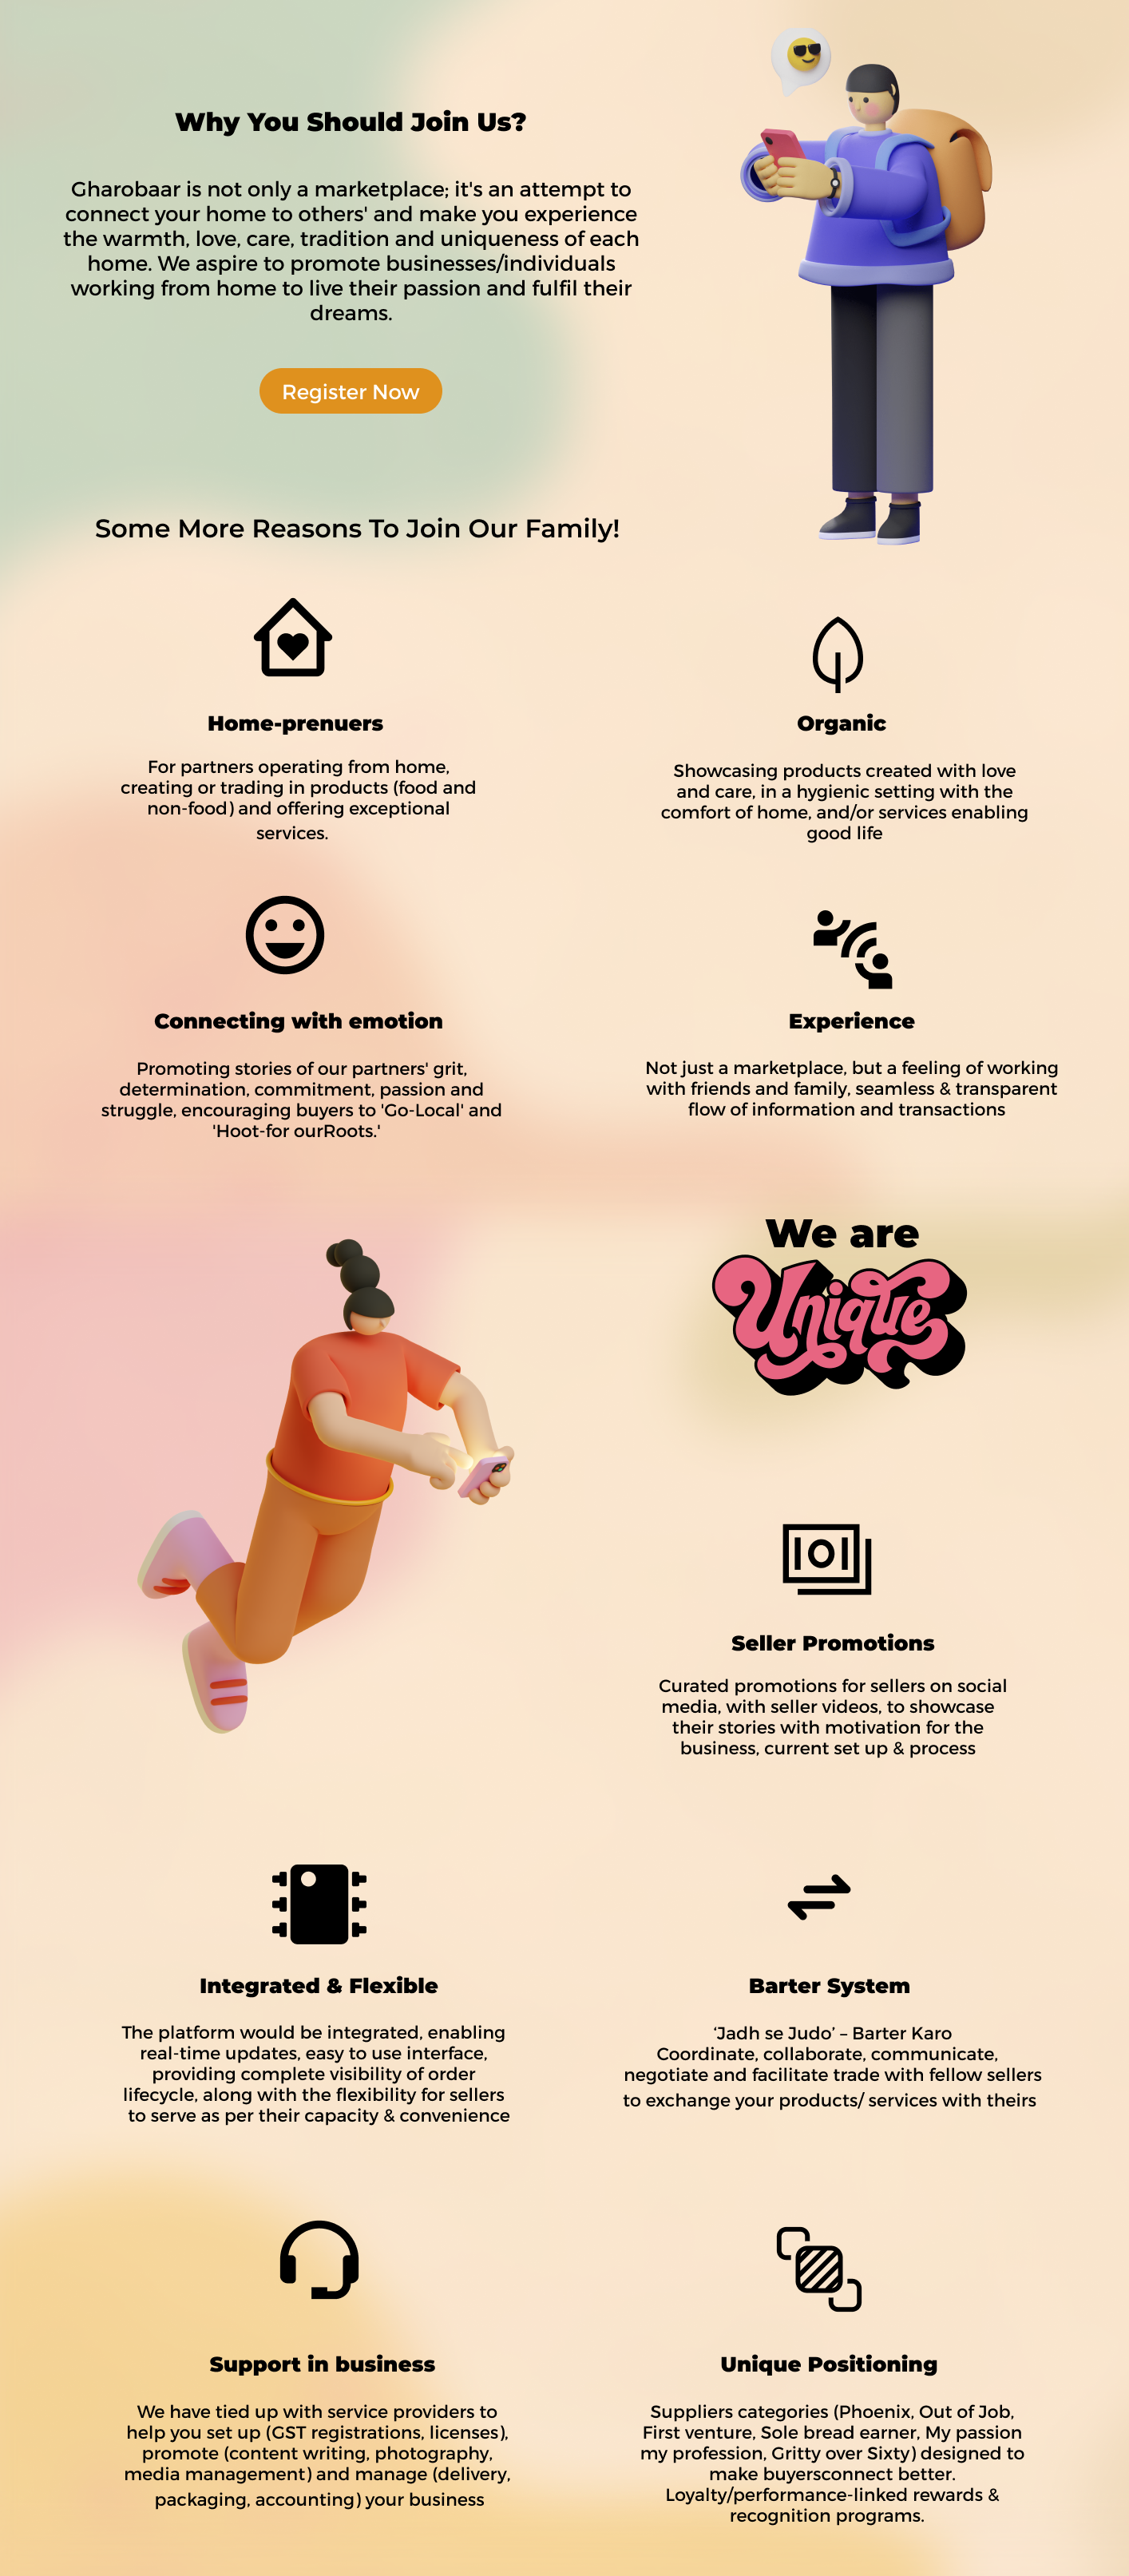 Why You Should Join Us?
Gharobaar is not only a marketplace; it's an attempt to
connect your home to others' and make you experience
the warmth, love, care, tradition and uniqueness of each
home. We aspire to promote businesses/individuals
working from home to live their passion and fulfil their
dreams.
Register Now
Some More Reasons To Join Our Family!
Home-prenuers
For partners operating from home,
creating or trading in products (food and
non-food) and offering exceptional
services.
Organic
Showcasing products created with love
and care, in a hygienic setting with the
comfort of home, and/or services enabling
good life
Connecting with emotion
Promoting stories of our partners' grit,
determination, commitment, passion and
struggle, encouraging buyers to 'Go-Local' and
'Hoot-for ourRoots.'
Experience
Not just a marketplace, but a feeling of working
with friends and family, seamless & transparent
flow of information and transactions
We are
Unique
Seller Promotions
Curated promotions for sellers on social
media, with seller videos, to showcase
their stories with motivation for the
business, current set up & process
Integrated & Flexible
The platform would be integrated, enabling
real-time updates, easy to use interface,
providing complete visibility of order
lifecycle, along with the flexibility for sellers
to serve as per their capacity & convenience
Barter System
‘Jadh se Judo’ – Barter Karo
Coordinate, collaborate, communicate,
negotiate and facilitate trade with fellow sellers
to exchange your products/ services with theirs
Support in business
We have tied up with service providers to
help you set up (GST registrations, licenses),
promote (content writing, photography,
media management) and manage (delivery,
packaging, accounting) your business
Unique Positioning
Suppliers categories (Phoenix, Out of Job,
First venture, Sole bread earner, My passion
my profession, Gritty over Sixty) designed to
make buyersconnect better.
Loyalty/performance-linked rewards &
recognition programs.